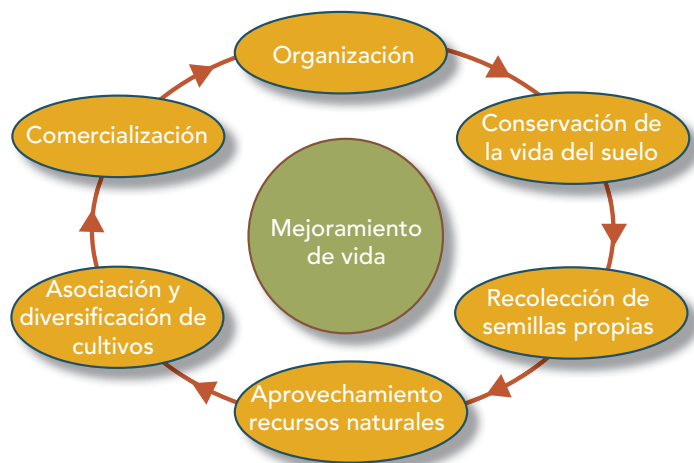 Organización
Conservación de
la vida del suelo
Recolección de
semillas propias
Aprovechamiento
recursos naturales
Asociación y
diversificación de
cultivos
Comercialización
Mejoramiento
de vida